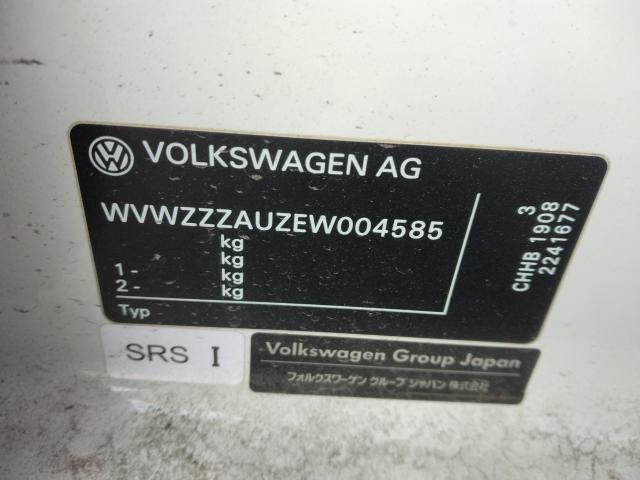 VOLKSWAGEN AG
WVWZZZAUZEW004585
kg
kg
1 - kg
2 - kg
Typ
3
CHHB 1908
2241677
SRS I
Volkswagen Group Japan
フォルクスワーゲン グループ ジャパン 株式会社